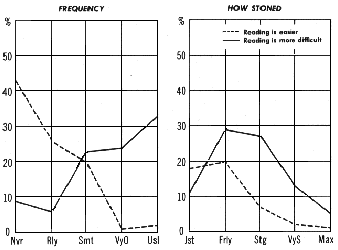 FREQUENCY
HOW STONED
%
%
Reading is easier
Reading is more difficult
50
50
40
40
30
30
20
20
10
10
0
0
Nvr Rly Smt VyO Usl
Jst Frly Stg VyS Max